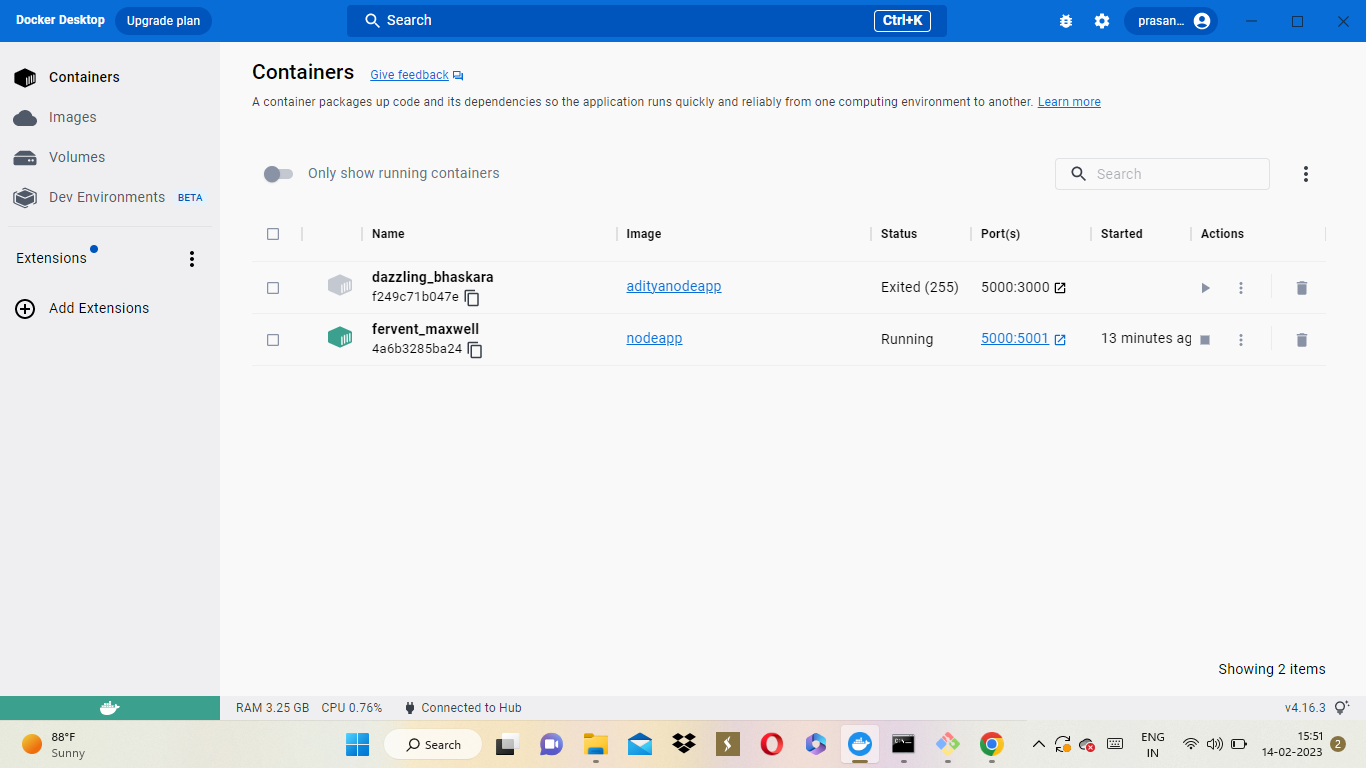 Docker Desktop Upgrade plan Search Ctrl+K prasan...
Containers
Images
Volumes
Dev Environments BETA
Extensions
Add Extensions
Containers Give feedback
A container packages up code and its dependencies so the application runs quickly and reliably from one computing environment to another. Learn more
Only show running containers Search
Name Image Status Port(s) Started Actions
dazzling_bhaskara
f249c71b047e adityanodeapp Exited (255) 5000:3000
fervent_maxwell
4a6b3285ba24 nodeapp Running 5000:5001 13 minutes ag
Showing 2 items
RAM 3.25 GB CPU 0.76% Connected to Hub v4.16.3
88°F
Sunny
Search
ENG
IN
15:51
14-02-2023
2